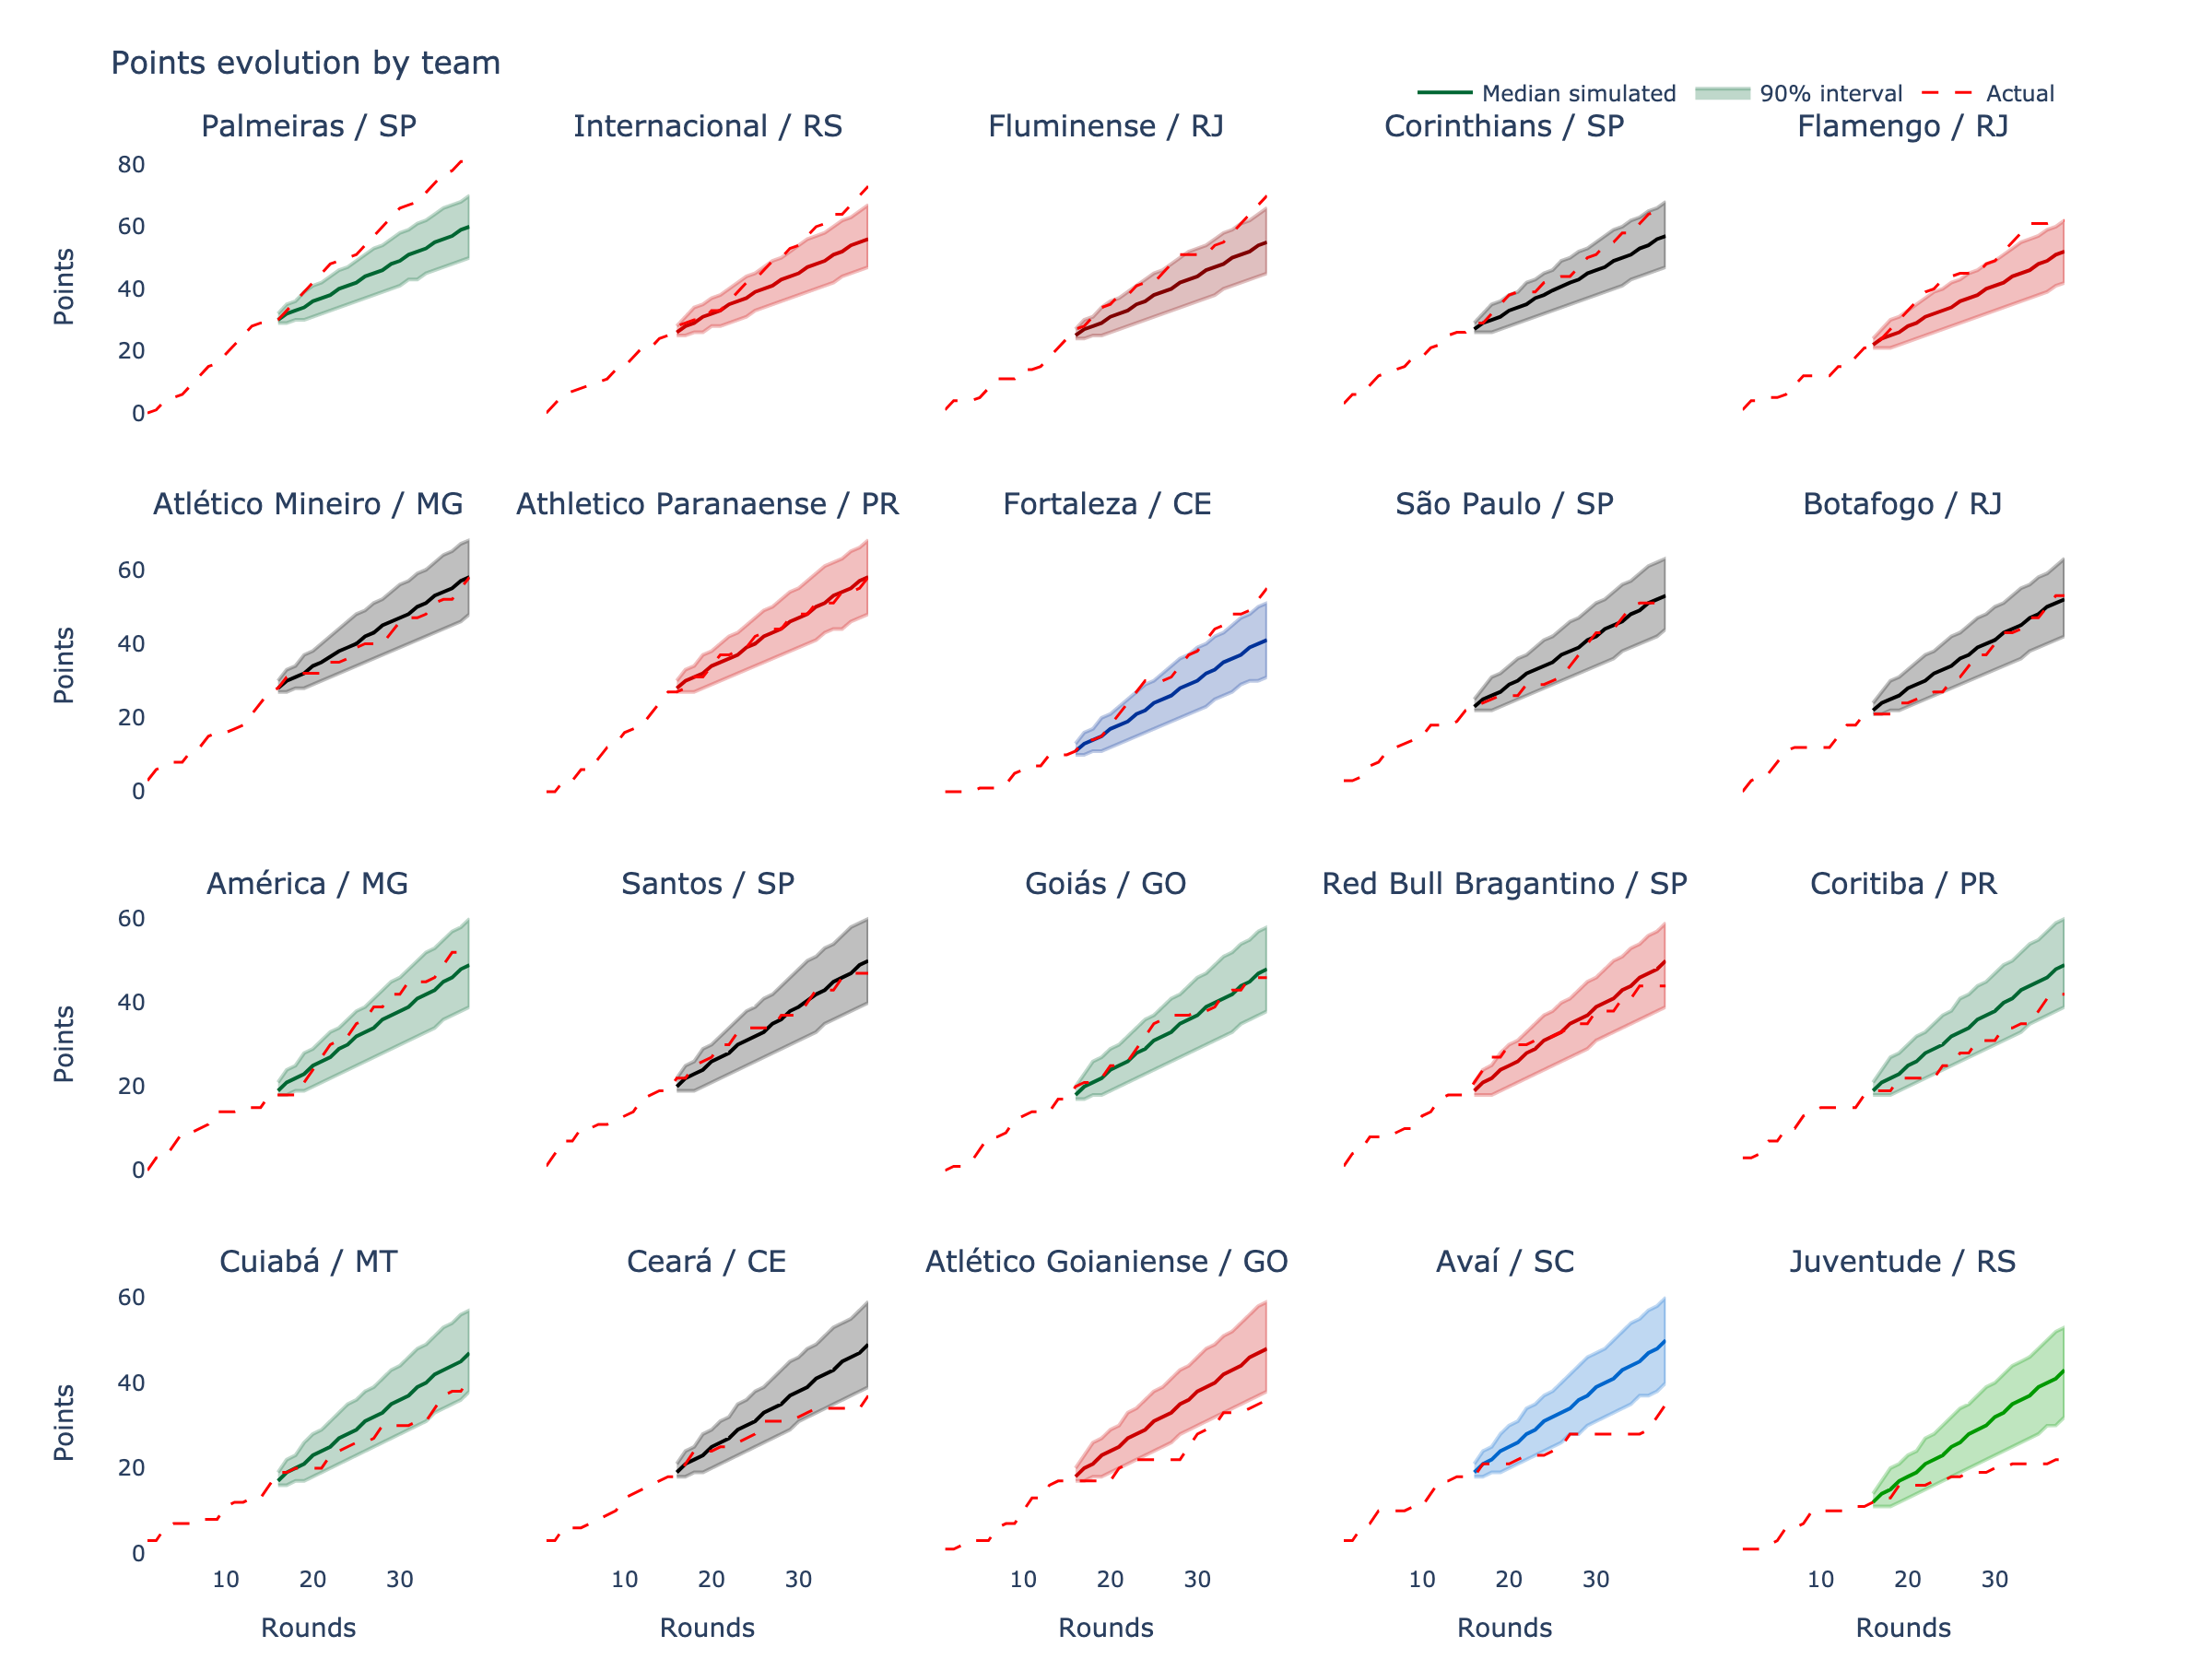 Points evolution by team
Median simulated 90% interval Actual
Palmeiras / SP Internacional / RS Fluminense / RJ Corinthians / SP Flamengo / RJ
80
60
40
20
0
Points
Atlético Mineiro / MG Athletico Paranaense / PR Fortaleza / CE São Paulo / SP Botafogo / RJ
60
40
20
0
Points
América / MG Santos / SP Goiás / GO Red Bull Bragantino / SP Coritiba / PR
60
40
20
0
Points
Cuiabá / MT Ceará / CE Atlético Goianiense / GO Avaí / SC Juventude / RS
60
40
20
0
Points
10 20 30 10 20 30 10 20 30 10 20 30 10 20 30
Rounds Rounds Rounds Rounds Rounds